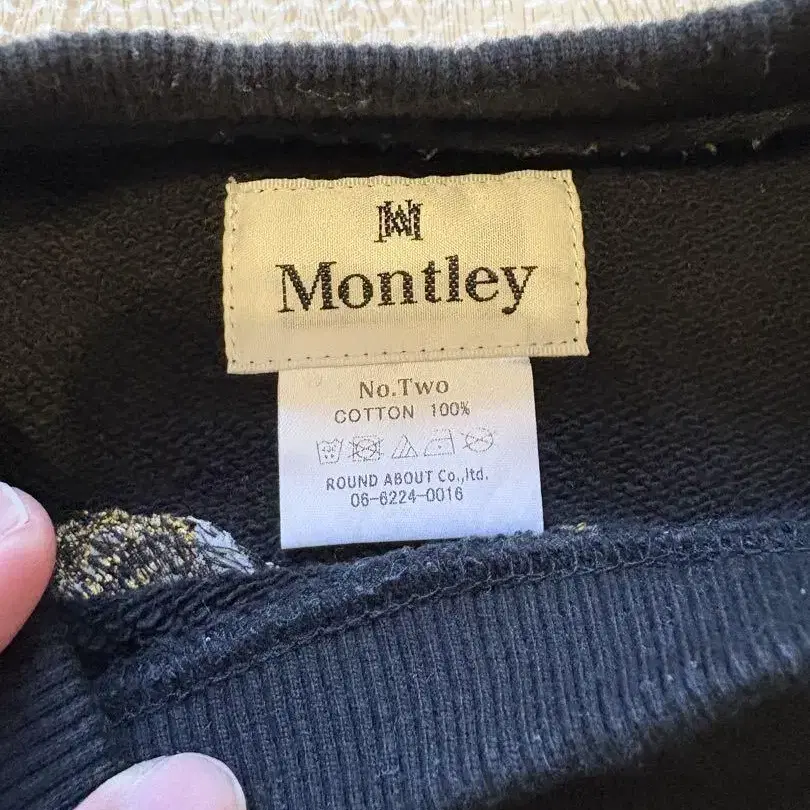 Montley
No.Two
COTTON 100%
ROUND ABOUT Co.,ltd.
06-6224-0016